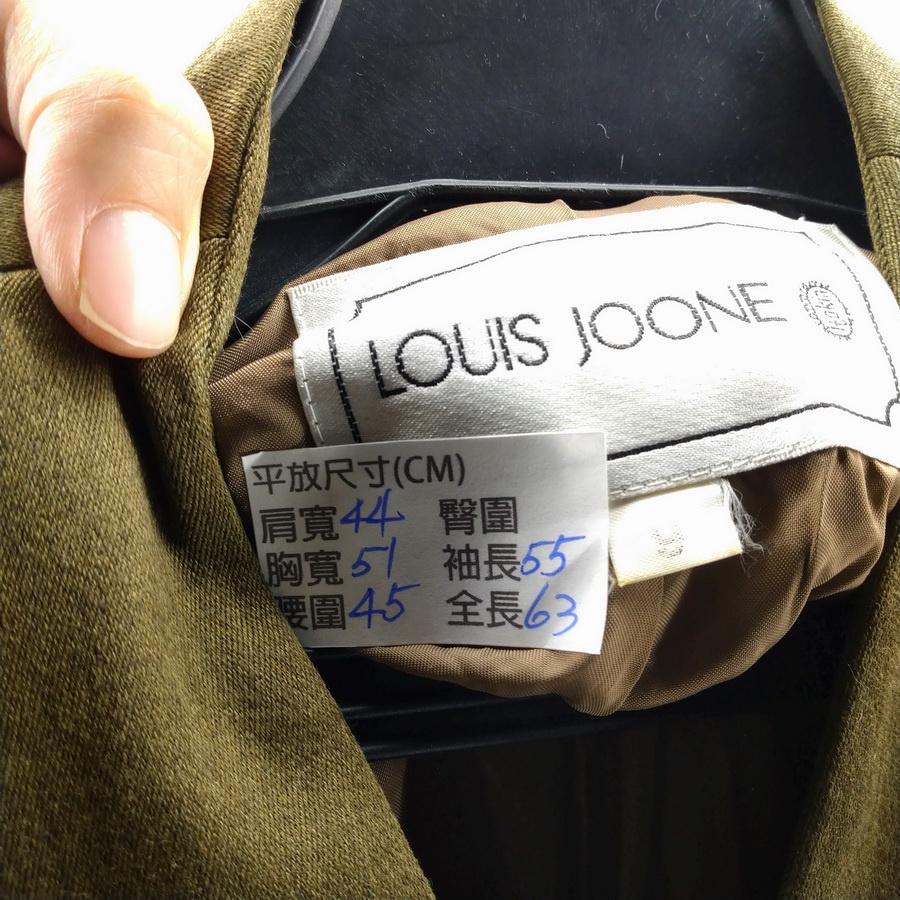 LOUIS JOONE
平放尺寸(CM)
肩寬44 臀圍
胸寬51 袖長55
腰圍45 全長63